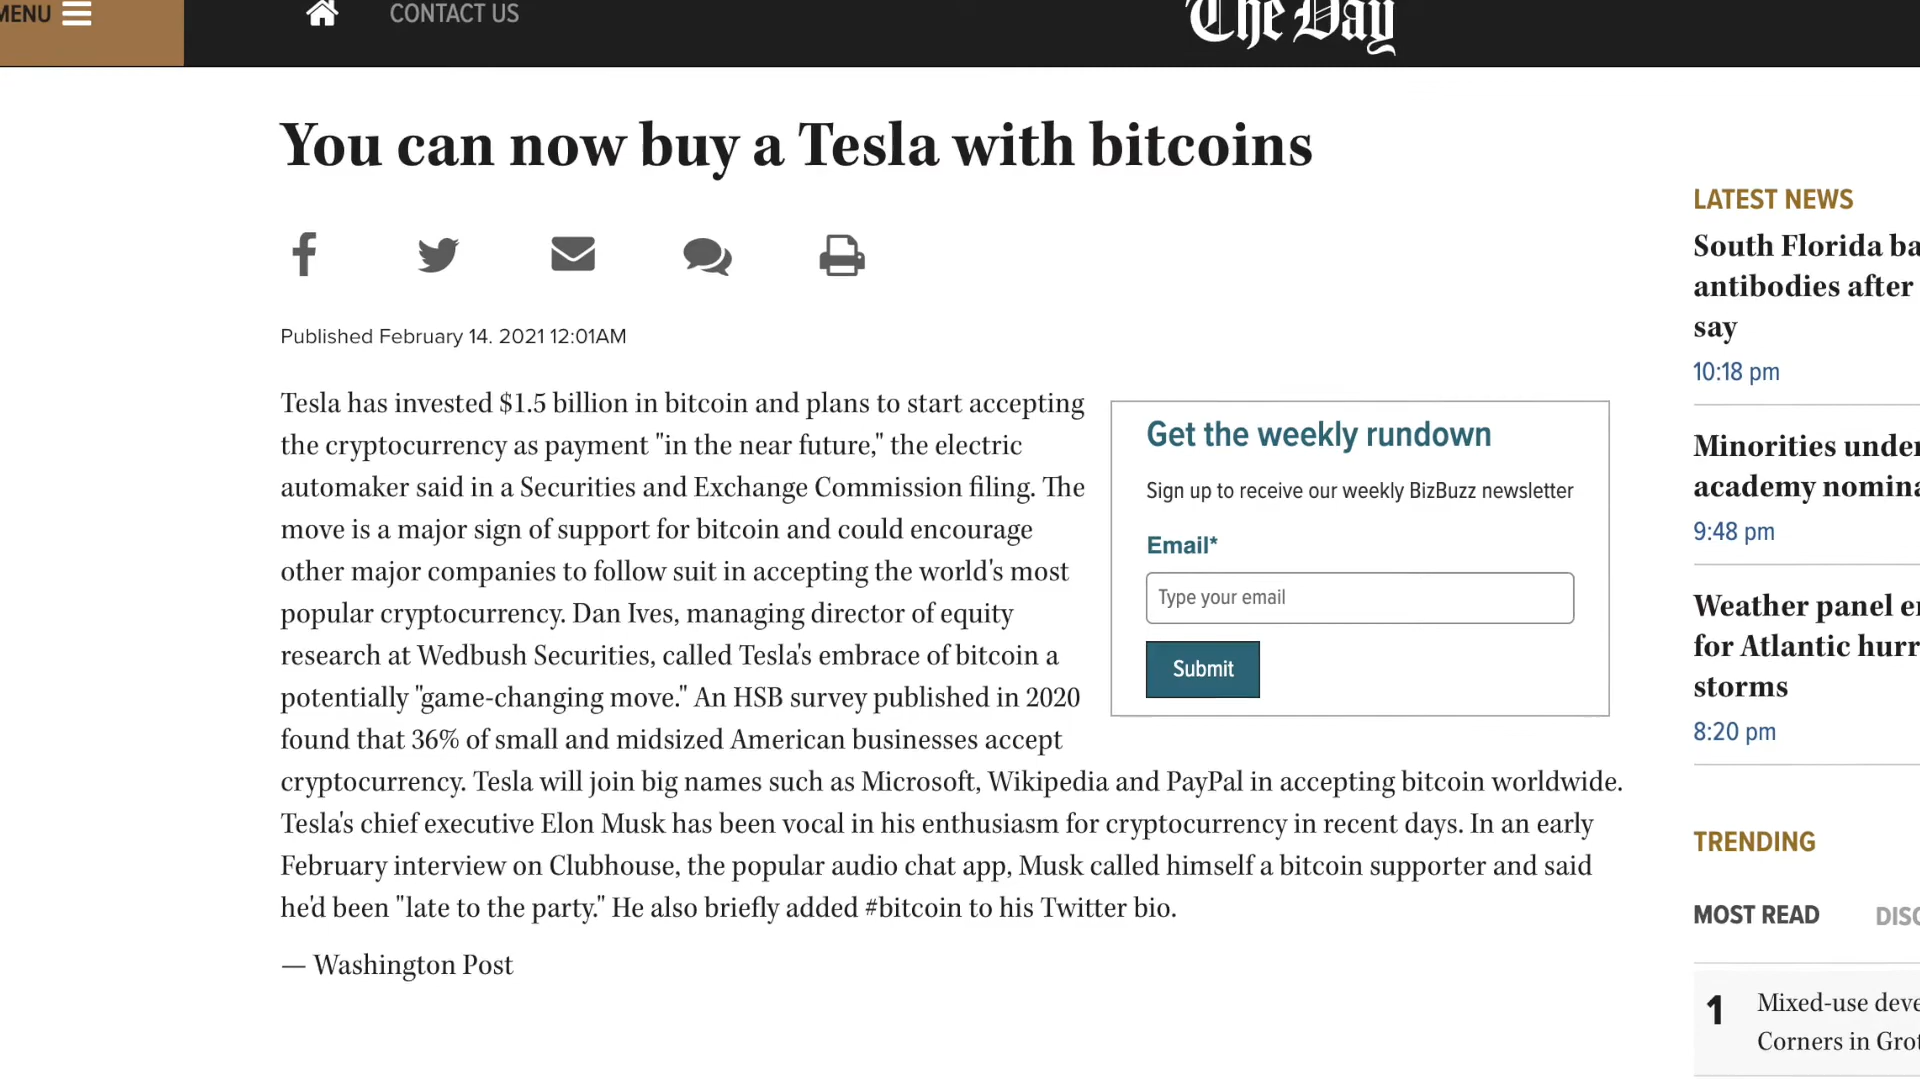 MENU
CONTACT US
The Day
You can now buy a Tesla with bitcoins
Published February 14. 2021 12:01AM
Tesla has invested $1.5 billion in bitcoin and plans to start accepting
the cryptocurrency as payment "in the near future," the electric
automaker said in a Securities and Exchange Commission filing. The
move is a major sign of support for bitcoin and could encourage
other major companies to follow suit in accepting the world's most
popular cryptocurrency. Dan Ives, managing director of equity
research at Wedbush Securities, called Tesla's embrace of bitcoin a
potentially "game-changing move." An HSB survey published in 2020
found that 36% of small and midsized American businesses accept
cryptocurrency. Tesla will join big names such as Microsoft, Wikipedia and PayPal in accepting bitcoin worldwide.
Tesla's chief executive Elon Musk has been vocal in his enthusiasm for cryptocurrency in recent days. In an early
February interview on Clubhouse, the popular audio chat app, Musk called himself a bitcoin supporter and said
he'd been "late to the party." He also briefly added #bitcoin to his Twitter bio.
— Washington Post
Get the weekly rundown
Sign up to receive our weekly BizBuzz newsletter
Email*
Type your email
Submit
LATEST NEWS
South Florida ba
antibodies after
say
10:18 pm
Minorities under
academy nomina
9:48 pm
Weather panel e
for Atlantic hurr
storms
8:20 pm
TRENDING
MOST READ
DISC
1
Mixed-use deve
Corners in Grot